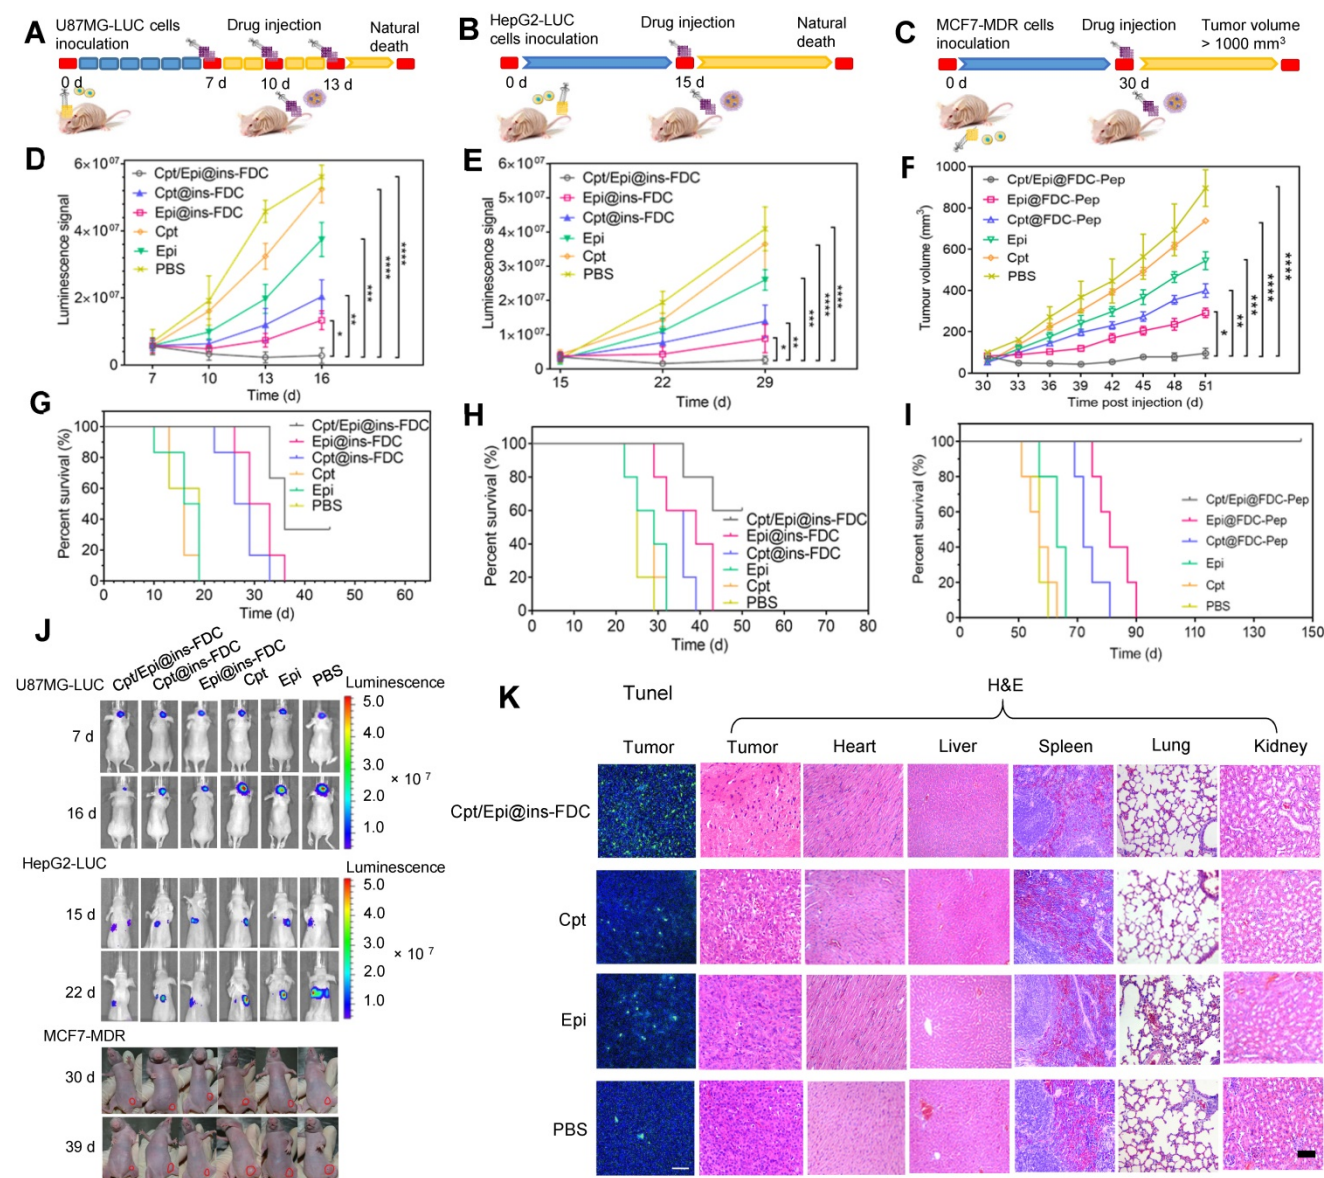 A
U87MG-LUC cells
inoculation
Drug injection
Natural
death
0 d
7 d
10 d
13 d
B
HepG2-LUC
cells inoculation
Drug injection
Natural
death
0 d
15 d
C
MCF7-MDR cells
inoculation
Drug injection
Tumor volume
> 1000 mm³
0 d
30 d
D
Luminescence signal
6×10⁰⁷
4×10⁰⁷
2×10⁰⁷
0
Cpt/Epi@ins-FDC
Cpt@ins-FDC
Epi@ins-FDC
Cpt
Epi
PBS
*
**
***
****
****
7 10 13 16
Time (d)
E
Luminescence signal
6×10⁰⁷
5×10⁰⁷
4×10⁰⁷
3×10⁰⁷
2×10⁰⁷
1×10⁰⁷
0
Cpt/Epi@ins-FDC
Epi@ins-FDC
Cpt@ins-FDC
Epi
Cpt
PBS
*
**
***
****
****
15 22 29
Time (d)
F
Tumour volume (mm³)
1000
800
600
400
200
0
Cpt/Epi@FDC-Pep
Epi@FDC-Pep
Cpt@FDC-Pep
Epi
Cpt
PBS
*
**
***
****
****
30 33 36 39 42 45 48 51
Time post injection (d)
G
Percent survival (%)
100
80
60
40
20
0
Cpt/Epi@ins-FDC
Epi@ins-FDC
Cpt@ins-FDC
Cpt
Epi
PBS
0 10 20 30 40 50 60
Time (d)
H
Percent survival (%)
100
80
60
40
20
0
Cpt/Epi@ins-FDC
Epi@ins-FDC
Cpt@ins-FDC
Epi
Cpt
PBS
0 10 20 30 40 50 60 70 80
Time (d)
I
Percent survival (%)
100
80
60
40
20
0
Cpt/Epi@FDC-Pep
Epi@FDC-Pep
Cpt@FDC-Pep
Epi
Cpt
PBS
0 50 70 90 110 130 150
Time (d)
J
Cpt/Epi@ins-FDC
Cpt@ins-FDC
Epi@ins-FDC
Cpt
Epi
PBS
U87MG-LUC
Luminescence
7 d
16 d
5.0
4.0
3.0
2.0
1.0
× 10 ⁷
HepG2-LUC
Luminescence
15 d
22 d
5.0
4.0
3.0
2.0
1.0
× 10 ⁷
MCF7-MDR
30 d
39 d
K
Tunel
H&E
Tumor Tumor Heart Liver Spleen Lung Kidney
Cpt/Epi@ins-FDC
Cpt
Epi
PBS